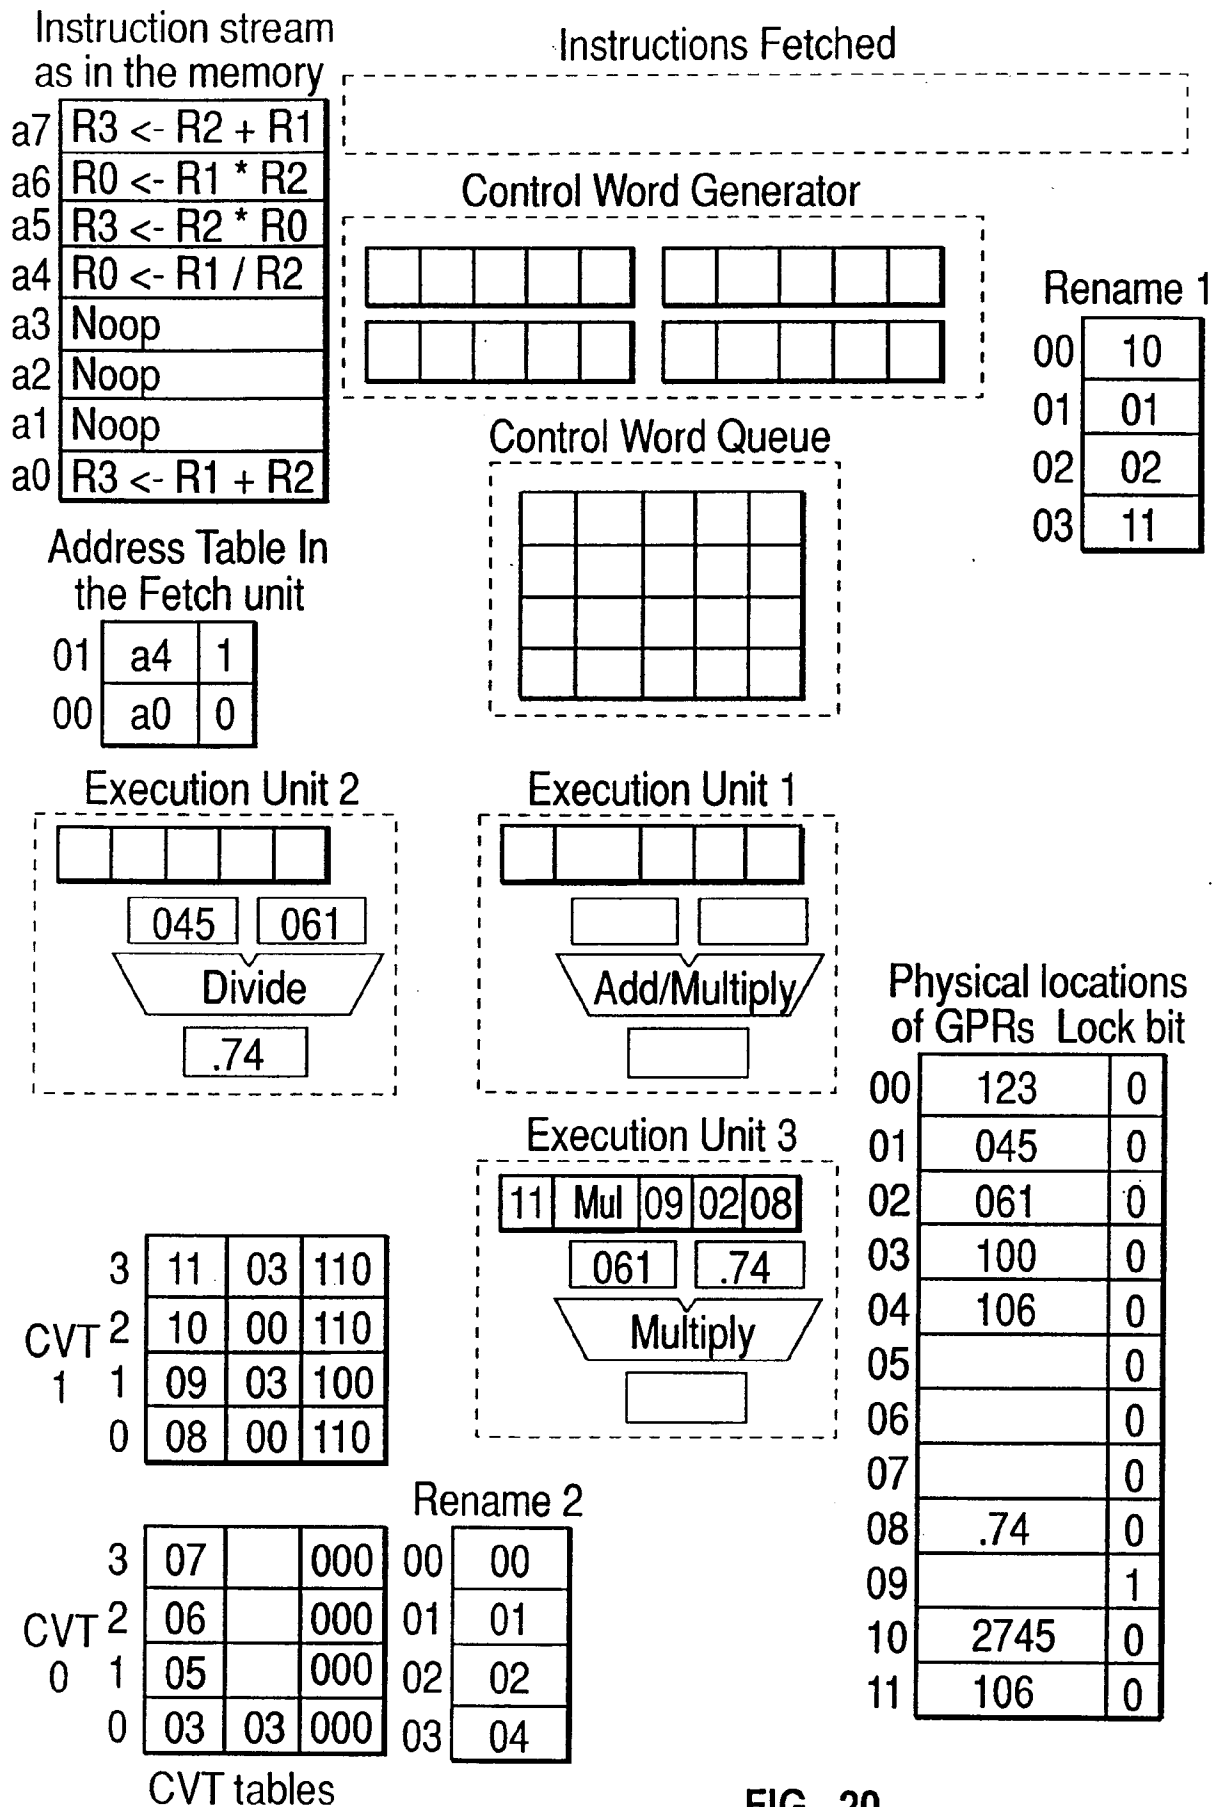 Instruction stream
as in the memory
a7 R3 <- R2 + R1
a6 R0 <- R1 * R2
a5 R3 <- R2 * R0
a4 R0 <- R1 / R2
a3 Noop
a2 Noop
a1 Noop
a0 R3 <- R1 + R2
Instructions Fetched
Control Word Generator
Rename 1
00 10
01 01
02 02
03 11
Control Word Queue
Address Table In
the Fetch unit
01 a4 1
00 a0 0
Execution Unit 2
045 061
Divide
.74
Execution Unit 1
Add/Multiply
Execution Unit 3
11 Mul 09 02 08
061 .74
Multiply
Physical locations
of GPRs Lock bit
00 123 0
01 045 0
02 061 0
03 100 0
04 106 0
05 0
06 0
07 0
08 .74 0
09 1
10 2745 0
11 106 0
CVT
1
3 11 03 110
2 10 00 110
1 09 03 100
0 08 00 110
CVT
0
3 07 000
2 06 000
1 05 000
0 03 03 000
Rename 2
00 00
01 01
02 02
03 04
CVT tables
FIG. 20